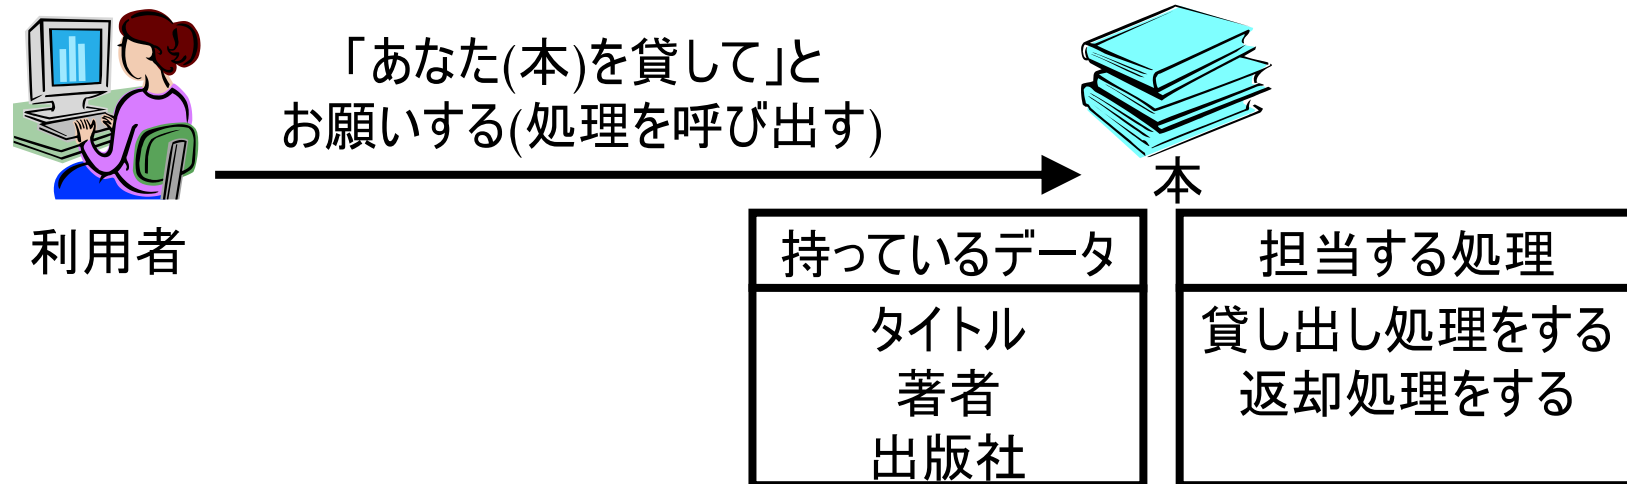 「あなた(本)を貸して」と
お願いする(処理を呼び出す)
利用者
本
持っているデータ
タイトル
著者
出版社
担当する処理
貸し出し処理をする
返却処理をする